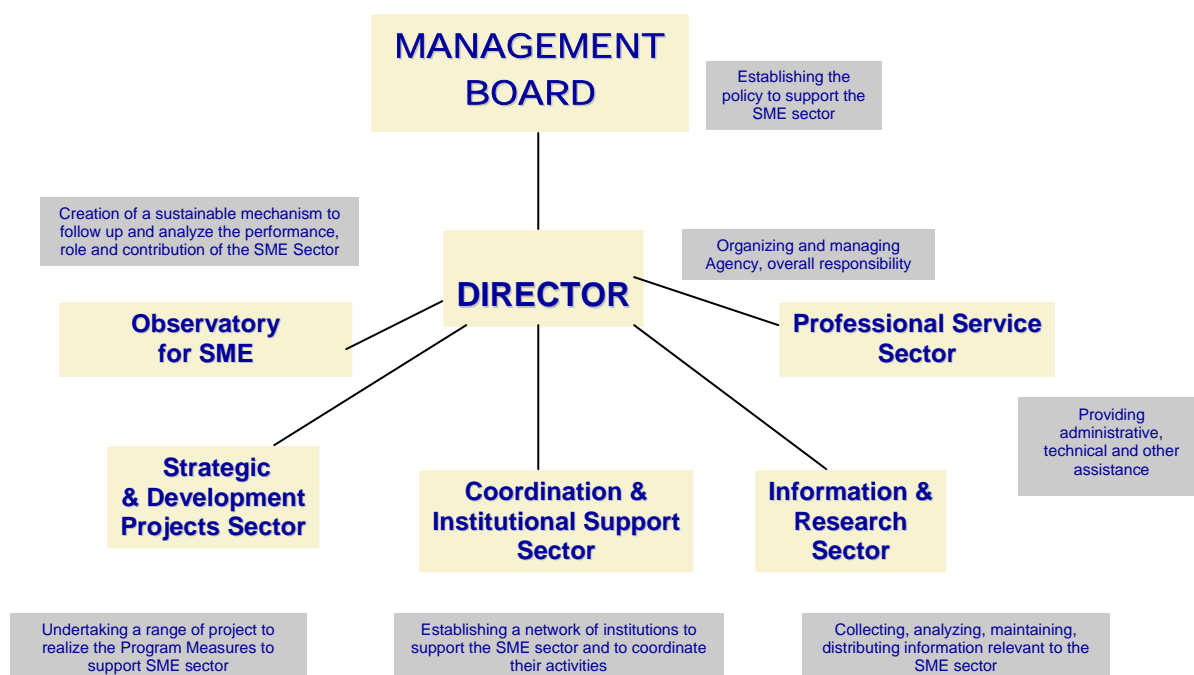 MANAGEMENT
BOARD
Establishing the
policy to support the
SME sector
Creation of a sustainable mechanism to
follow up and analyze the performance,
role and contribution of the SME Sector
DIRECTOR
Organizing and managing
Agency, overall responsibility
Observatory
for SME
Professional Service
Sector
Providing
administrative,
technical and other
assistance
Strategic
& Development
Projects Sector
Coordination &
Institutional Support
Sector
Information &
Research
Sector
Undertaking a range of project to
realize the Program Measures to
support SME sector
Establishing a network of institutions to
support the SME sector and to coordinate
their activities
Collecting, analyzing, maintaining,
distributing information relevant to the
SME sector